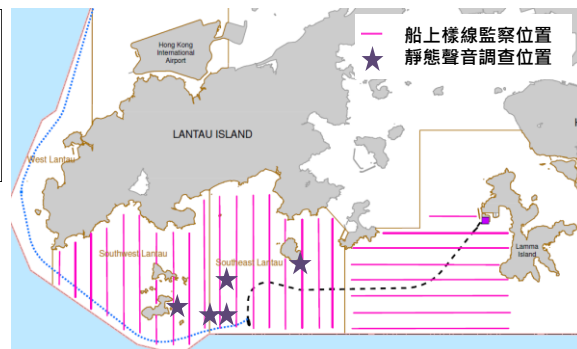 船上樣線監察位置
靜態聲音調查位置
Hong Kong
International
Airport
LANTAU ISLAND
West Lantau
Southwest Lantau
Southeast Lantau
Lamma
Island